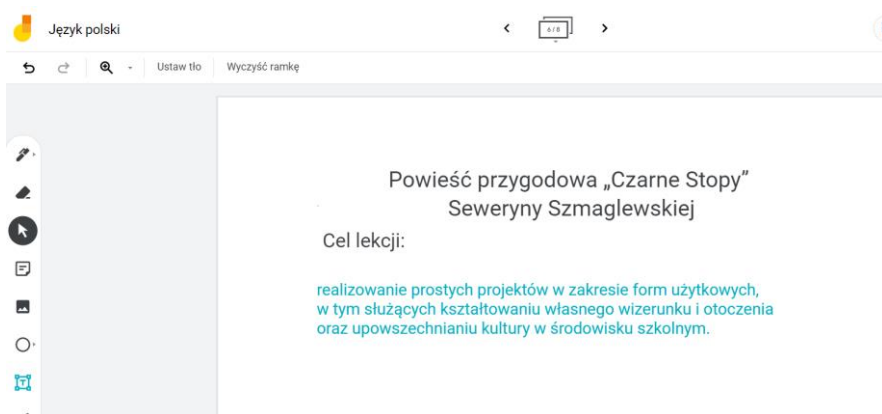 Język polski
6 / 8
Ustaw tło
Wyczyść ramkę
Powieść przygodowa „Czarne Stopy”
Seweryny Szmaglewskiej
Cel lekcji:
realizowanie prostych projektów w zakresie form użytkowych,
w tym służących kształtowaniu własnego wizerunku i otoczenia
oraz upowszechnianiu kultury w środowisku szkolnym.